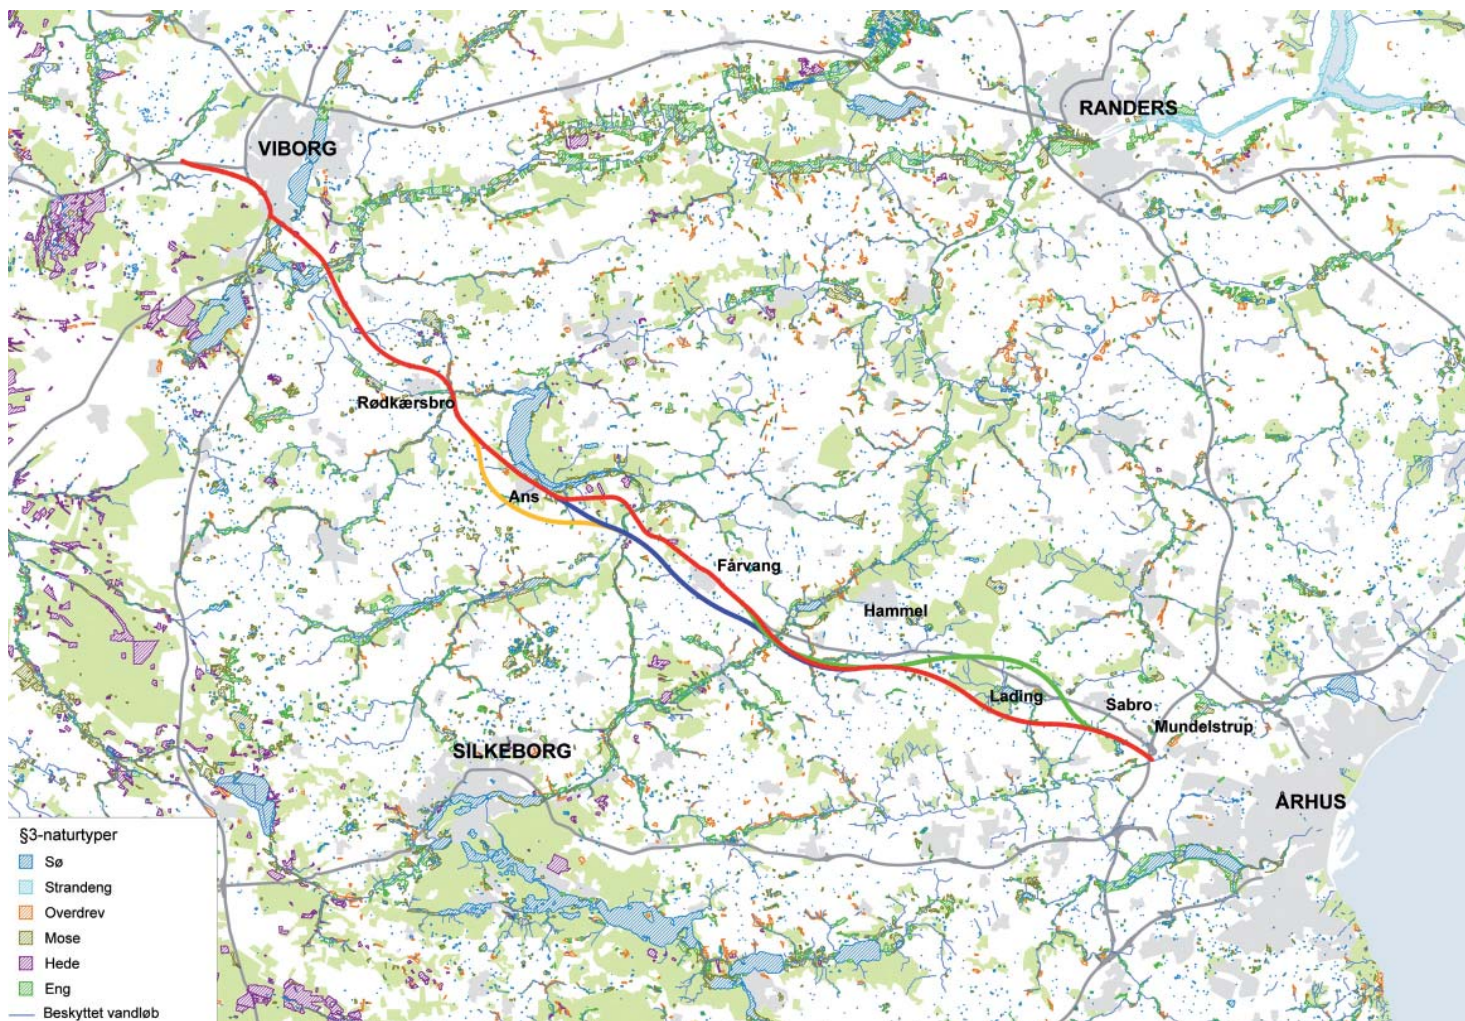 RANDERS
VIBORG
Rødkærsbro
Ans
Fårvang
Hammel
Lading
Sabro
Mundelstrup
SILKEBORG
ÅRHUS
§3-naturtyper
Sø
Strandeng
Overdrev
Mose
Hede
Eng
Beskyttet vandløb